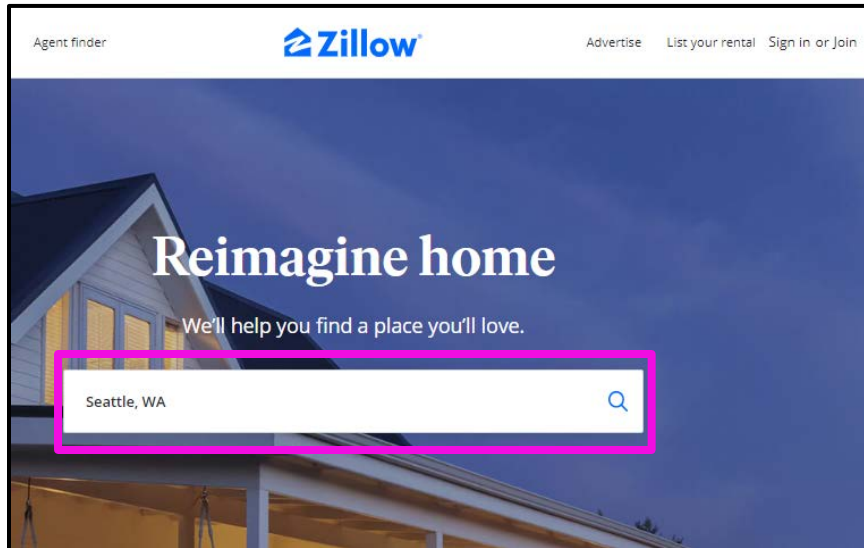 Agent finder
Zillow®
Advertise
List your rental
Sign in or Join
Reimagine home
We'll help you find a place you'll love.
Seattle, WA